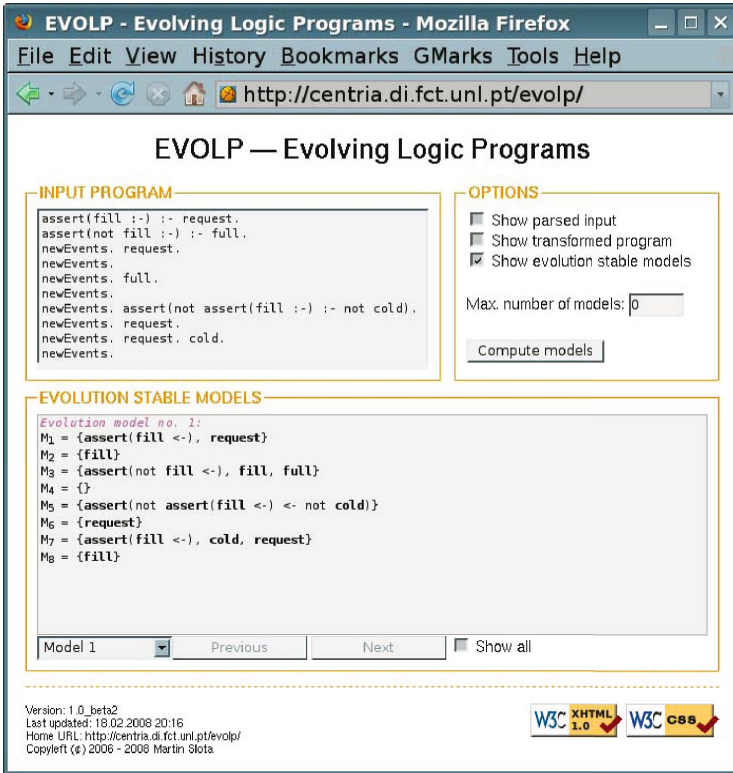 EVOLP - Evolving Logic Programs - Mozilla Firefox
File Edit View History Bookmarks GMarks Tools Help
http://centria.di.fct.unl.pt/evolp/
EVOLP — Evolving Logic Programs
INPUT PROGRAM
assert(fill :-) :- request.
assert(not fill :-) :- full.
newEvents. request.
newEvents.
newEvents. full.
newEvents.
newEvents. assert(not assert(fill :-) :- not cold).
newEvents. request.
newEvents. request. cold.
newEvents.
OPTIONS
Show parsed input
Show transformed program
Show evolution stable models
Max. number of models: 0
Compute models
EVOLUTION STABLE MODELS
Evolution model no. 1:
M1 = {assert(fill <-), request}
M2 = {fill}
M3 = {assert(not fill <-), fill, full}
M4 = {}
M5 = {assert(not assert(fill <-) <- not cold)}
M6 = {request}
M7 = {assert(fill <-), cold, request}
M8 = {fill}
Model 1 Previous Next Show all
Version: 1.0_beta2
Last updated: 18.02.2008 20:16
Home URL: http://centria.di.fct.unl.pt/evolp/
Copyleft (¢) 2006 - 2008 Martin Slota
W3C XHTML 1.0
W3C CSS